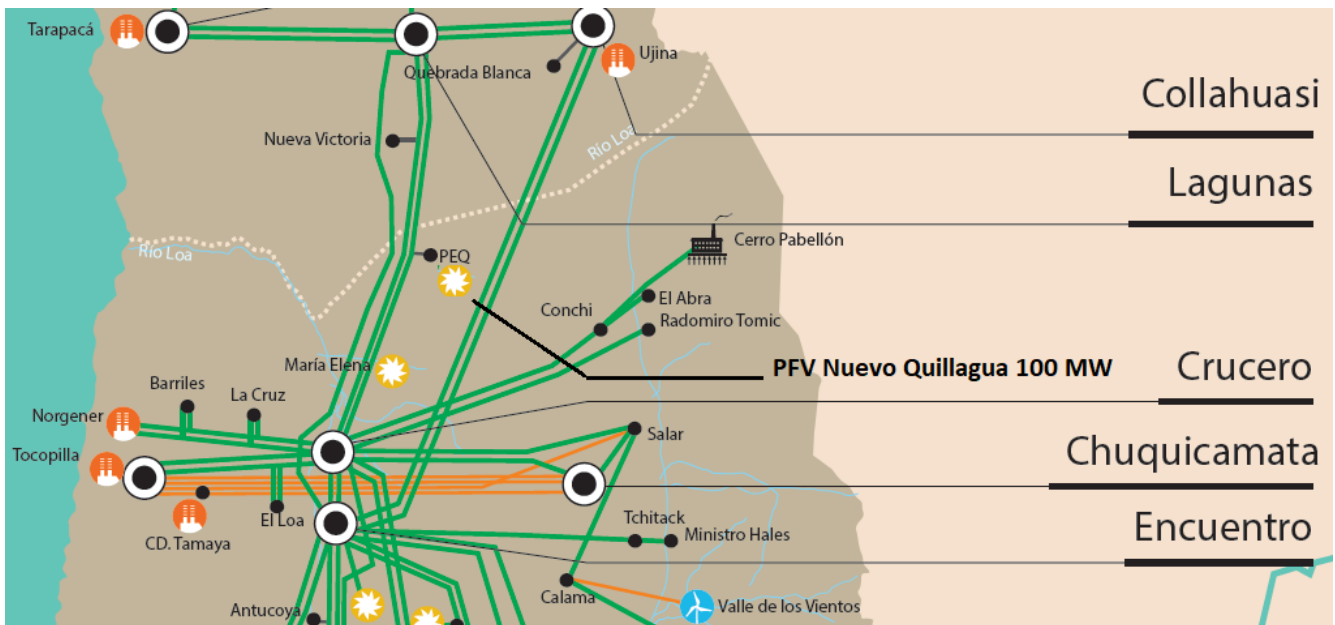 Tarapacá
Quebrada Blanca
Ujina
Collahuasi
Nueva Victoria
Río Loa
Lagunas
Río Loa
PEQ
Cerro Pabellón
Conchi
El Abra
Radomiro Tomic
María Elena
PFV Nuevo Quillagua 100 MW
Crucero
Barriles
La Cruz
Norgener
Tocopilla
Salar
Chuquicamata
El Loa
CD. Tamaya
Tchitack
Ministro Hales
Encuentro
Antucoya
Calama
Valle de los Vientos